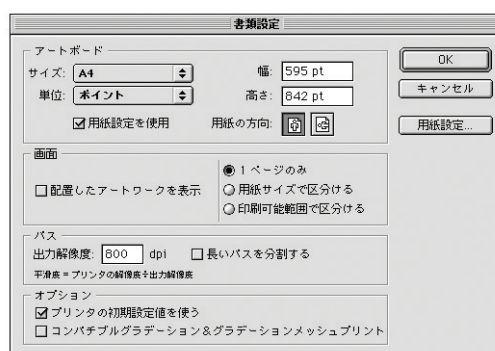 書類設定
アートボード
サイズ: A4
幅: 595 pt
単位: ポイント
高さ: 842 pt
用紙設定を使用
用紙の方向:
OK
キャンセル
用紙設定...
画面
配置したアートワークを表示
1 ページのみ
用紙サイズで区分ける
印刷可能範囲で区分ける
パス
出力解像度: 800 dpi 長いパスを分割する
平滑度 = プリンタの解像度÷出力解像度
オプション
プリンタの初期設定値を使う
コンパチブルグラデーション&グラデーションメッシュプリント